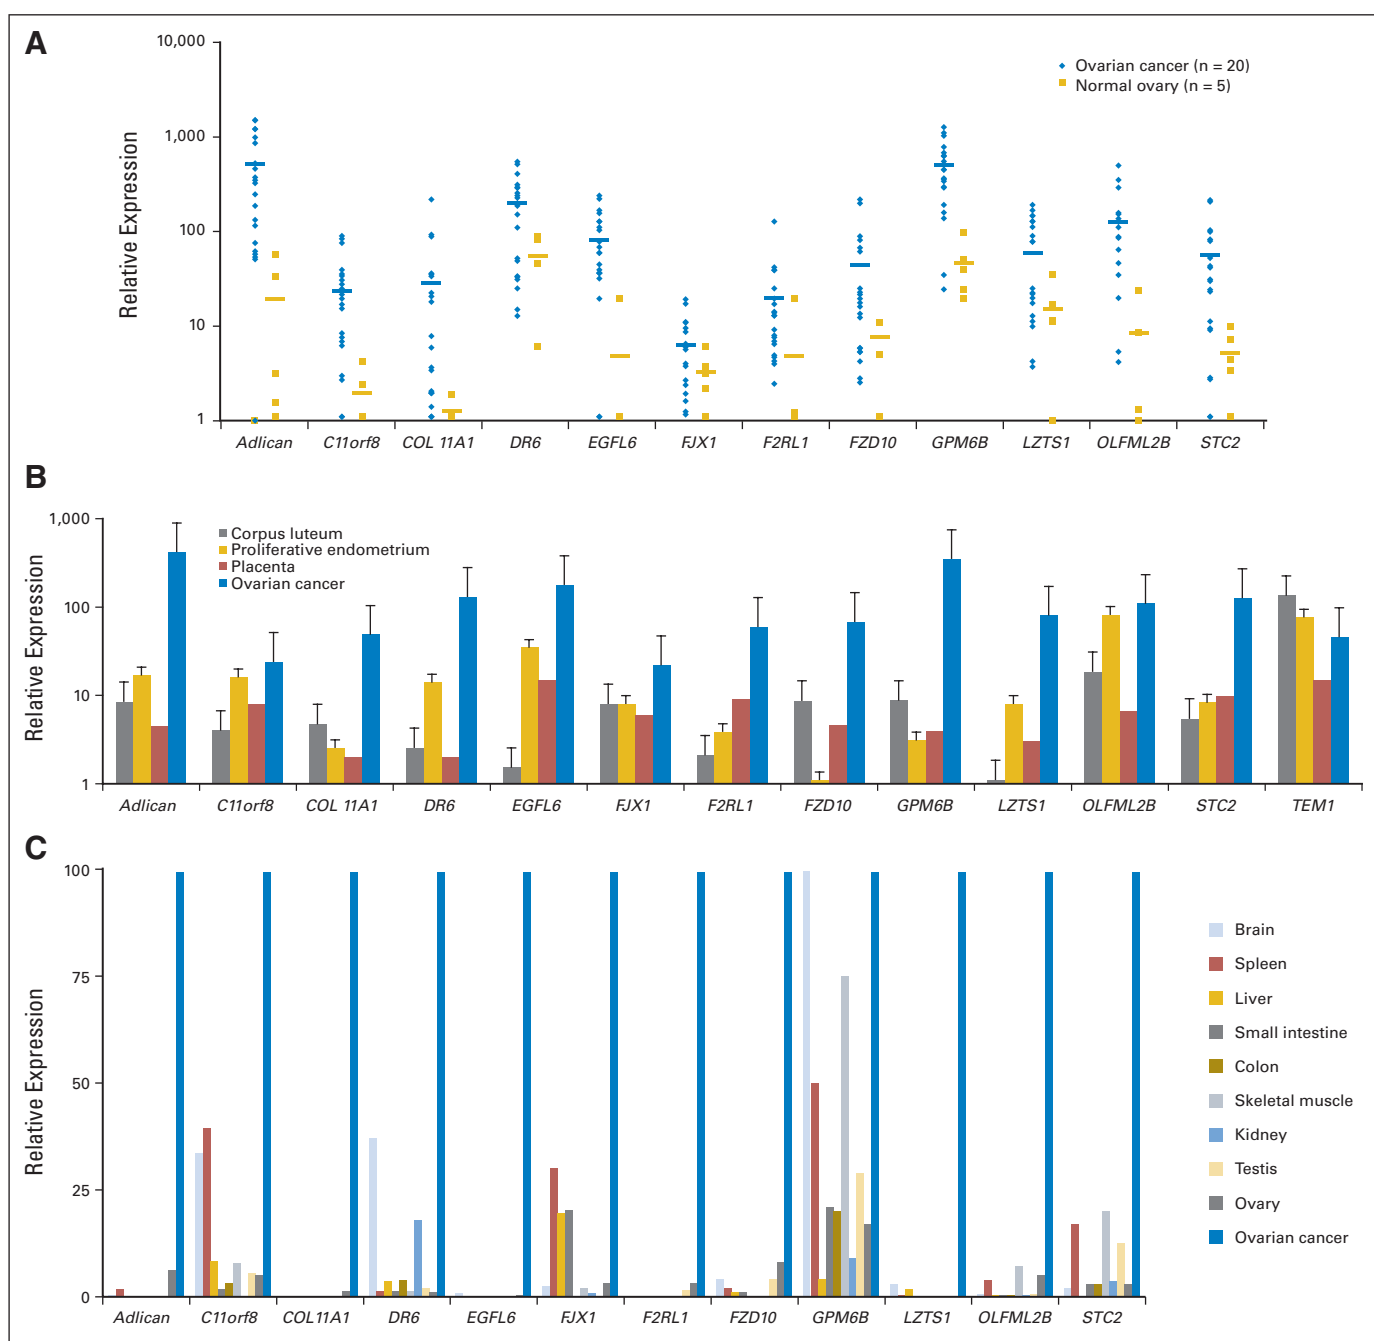 A
10,000
1,000
100
10
1
Relative Expression
Ovarian cancer (n = 20)
Normal ovary (n = 5)
Adlican C11orf8 COL 11A1 DR6 EGFL6 FJX1 F2RL1 FZD10 GPM6B LZTS1 OLFML2B STC2
B
1,000
100
10
1
Relative Expression
Corpus luteum
Proliferative endometrium
Placenta
Ovarian cancer
Adlican C11orf8 COL 11A1 DR6 EGFL6 FJX1 F2RL1 FZD10 GPM6B LZTS1 OLFML2B STC2 TEM1
C
100
75
50
25
0
Relative Expression
Brain
Spleen
Liver
Small intestine
Colon
Skeletal muscle
Kidney
Testis
Ovary
Ovarian cancer
Adlican C11orf8 COL11A1 DR6 EGFL6 FJX1 F2RL1 FZD10 GPM6B LZTS1 OLFML2B STC2